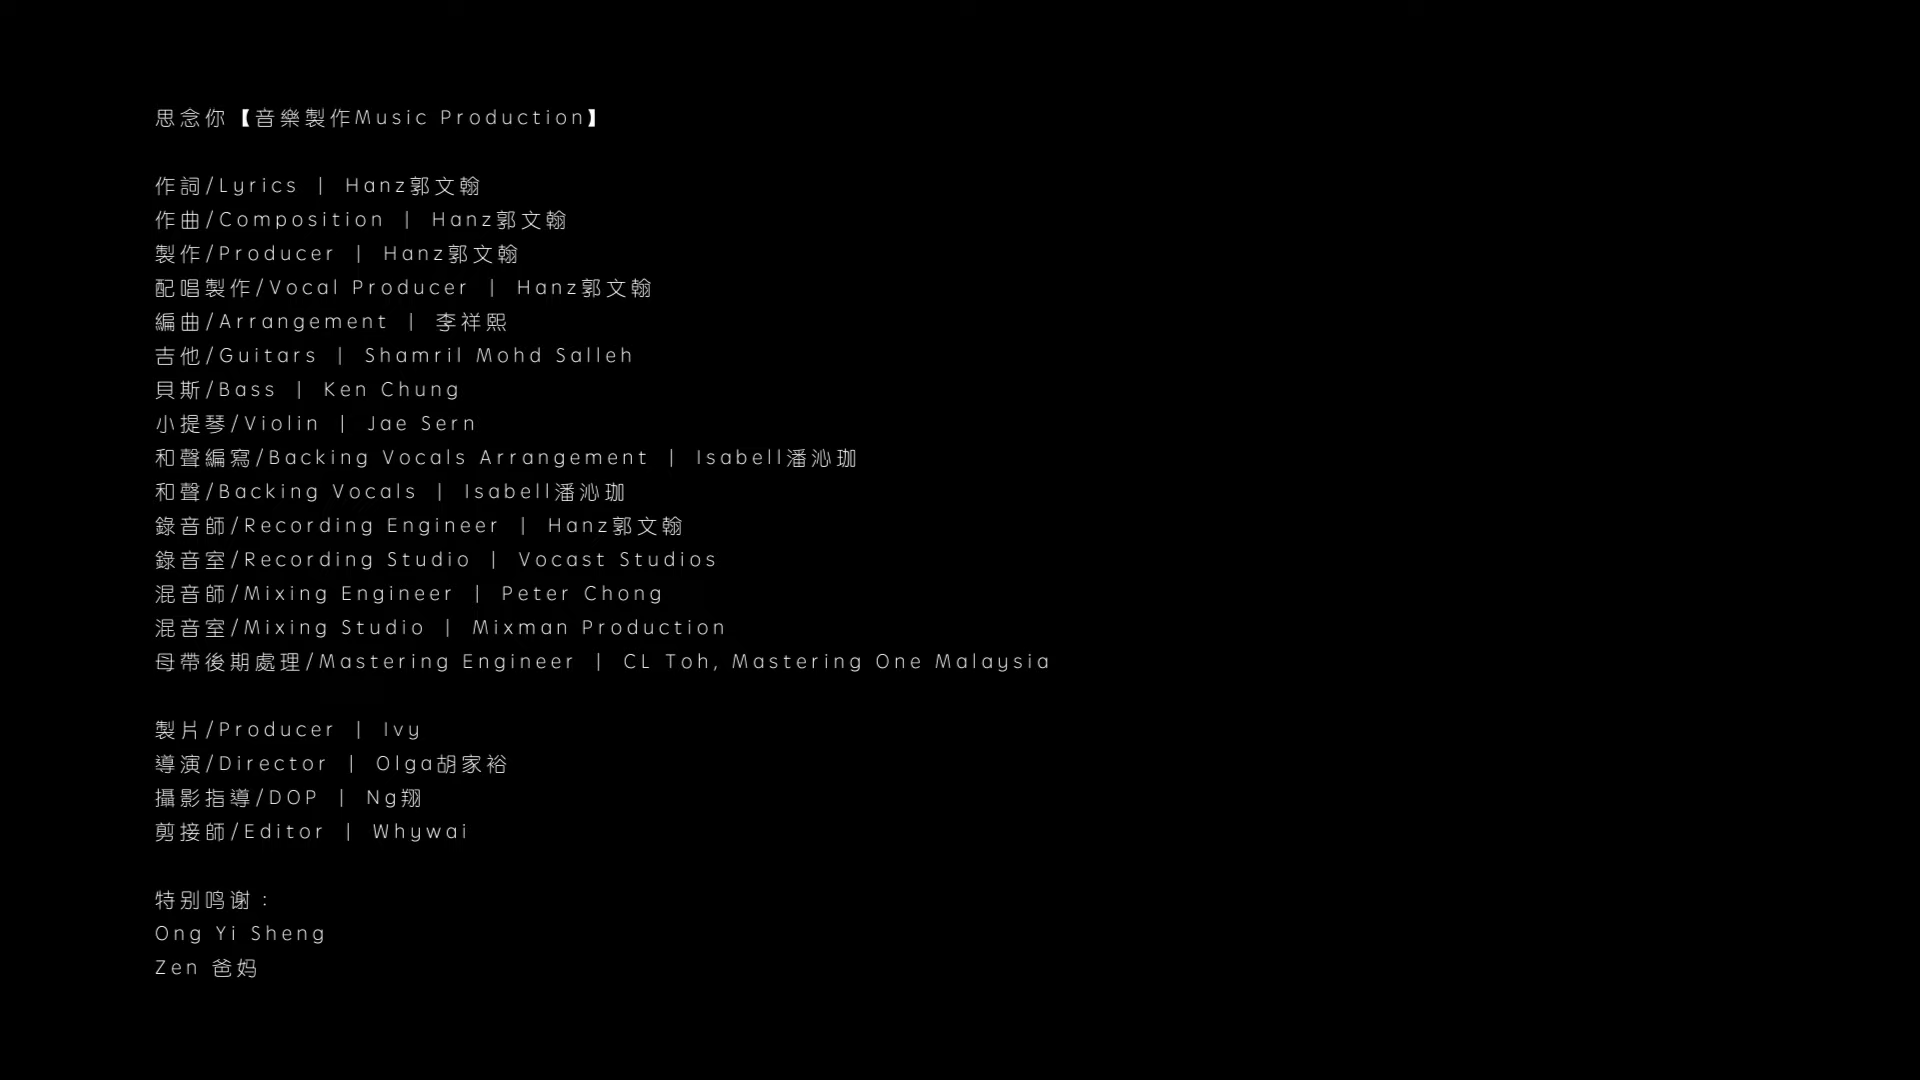 思念你【音樂製作Music Production】
作詞/Lyrics | Hanz郭文翰
作曲/Composition | Hanz郭文翰
製作/Producer | Hanz郭文翰
配唱製作/Vocal Producer | Hanz郭文翰
編曲/Arrangement | 李祥熙
吉他/Guitars | Shamril Mohd Salleh
貝斯/Bass | Ken Chung
小提琴/Violin | Jae Sern
和聲編寫/Backing Vocals Arrangement | Isabell潘沁珈
和聲/Backing Vocals | Isabell潘沁珈
錄音師/Recording Engineer | Hanz郭文翰
錄音室/Recording Studio | Vocast Studios
混音師/Mixing Engineer | Peter Chong
混音室/Mixing Studio | Mixman Production
母帶後期處理/Mastering Engineer | CL Toh, Mastering One Malaysia
製片/Producer | Ivy
導演/Director | Olga胡家裕
攝影指導/DOP | Ng翔
剪接師/Editor | Whywai
特别鸣谢：
Ong Yi Sheng
Zen 爸妈